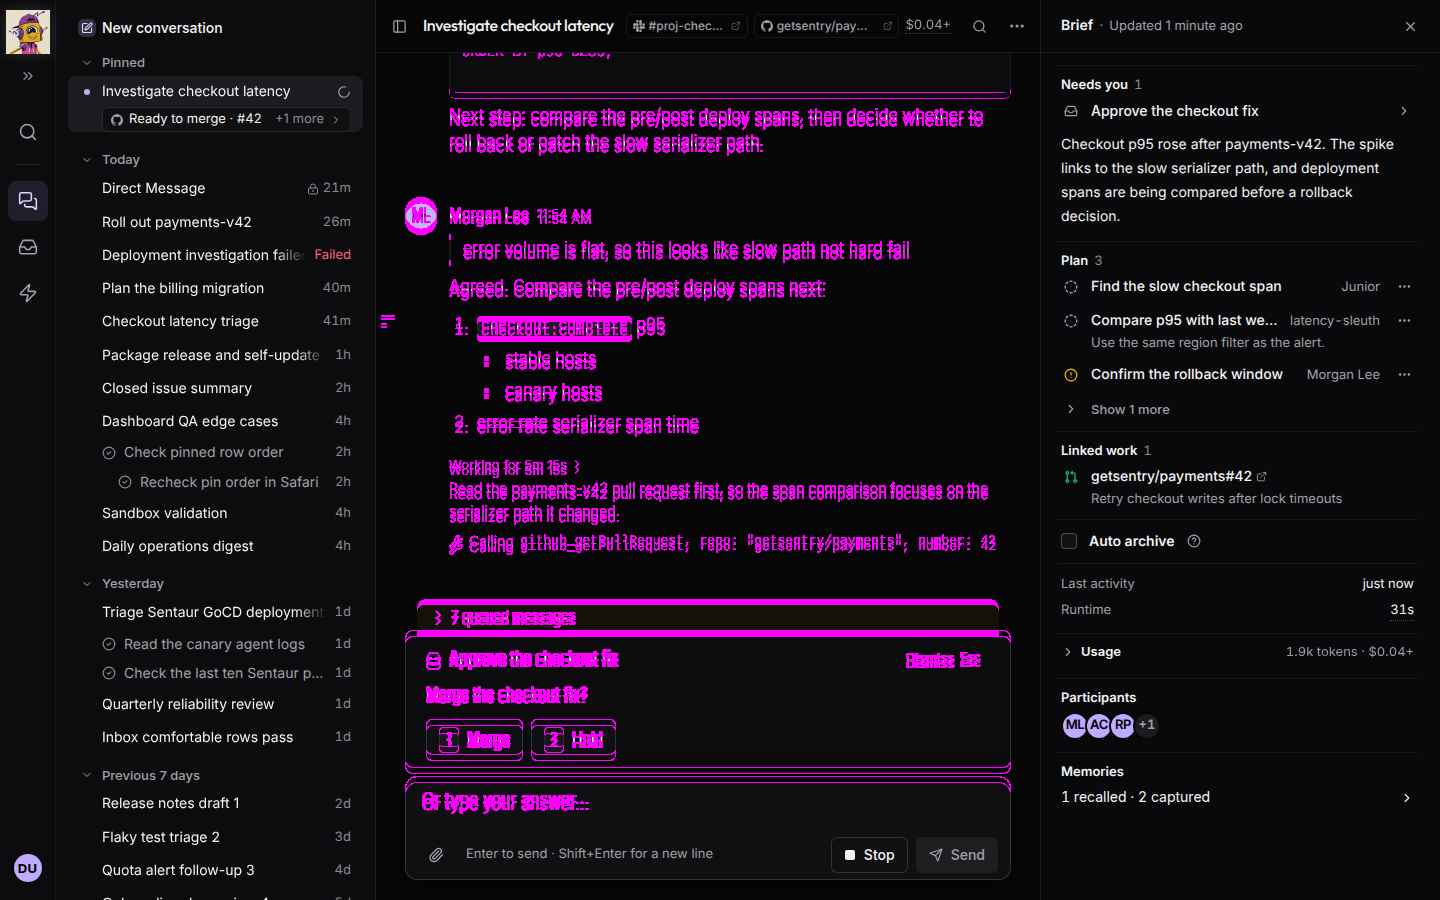 New conversation
Pinned
Investigate checkout latency
Ready to merge · #42 +1 more
Today
Direct Message 21m
Roll out payments-v42 26m
Deployment investigation failed Failed
Plan the billing migration 40m
Checkout latency triage 41m
Package release and self-update 1h
Closed issue summary 2h
Dashboard QA edge cases 4h
Check pinned row order 2h
Recheck pin order in Safari 2h
Sandbox validation 4h
Daily operations digest 4h
Yesterday
Triage Sentaur GoCD deployment 1d
Read the canary agent logs 1d
Check the last ten Sentaur p... 1d
Quarterly reliability review 1d
Inbox comfortable rows pass 1d
Previous 7 days
Release notes draft 1 2d
Flaky test triage 2 3d
Quota alert follow-up 3 4d
DU
Investigate checkout latency #proj-chec... getsentry/pay... $0.04+
Next step: compare the pre/post deploy spans, then decide whether to
roll back or patch the slow serializer path.
ML Morgan Lee 11:54 AM
error volume is flat, so this looks like slow path not hard fail
Agreed. Compare the pre/post deploy spans next:
1. checkout.complete p95
stable hosts
canary hosts
2. error-rate serializer span time
Working for 5m 15s
Read the payments-v42 pull request first, so the span comparison focuses on the
serializer path it changed.
Calling github_getPullRequest, repo: "getsentry/payments", number: 42
7 queued messages
Approve the checkout fix Dismiss Esc
Merge the checkout fix?
1 Merge 2 Hold
Or type your answer...
Enter to send · Shift+Enter for a new line Stop Send
Brief · Updated 1 minute ago
Needs you 1
Approve the checkout fix
Checkout p95 rose after payments-v42. The spike
links to the slow serializer path, and deployment
spans are being compared before a rollback
decision.
Plan 3
Find the slow checkout span Junior
Compare p95 with last we... latency-sleuth
Use the same region filter as the alert.
Confirm the rollback window Morgan Lee
Show 1 more
Linked work 1
getsentry/payments#42
Retry checkout writes after lock timeouts
Auto archive
Last activity just now
Runtime 31s
Usage 1.9k tokens · $0.04+
Participants
ML AC RP +1
Memories
1 recalled · 2 captured